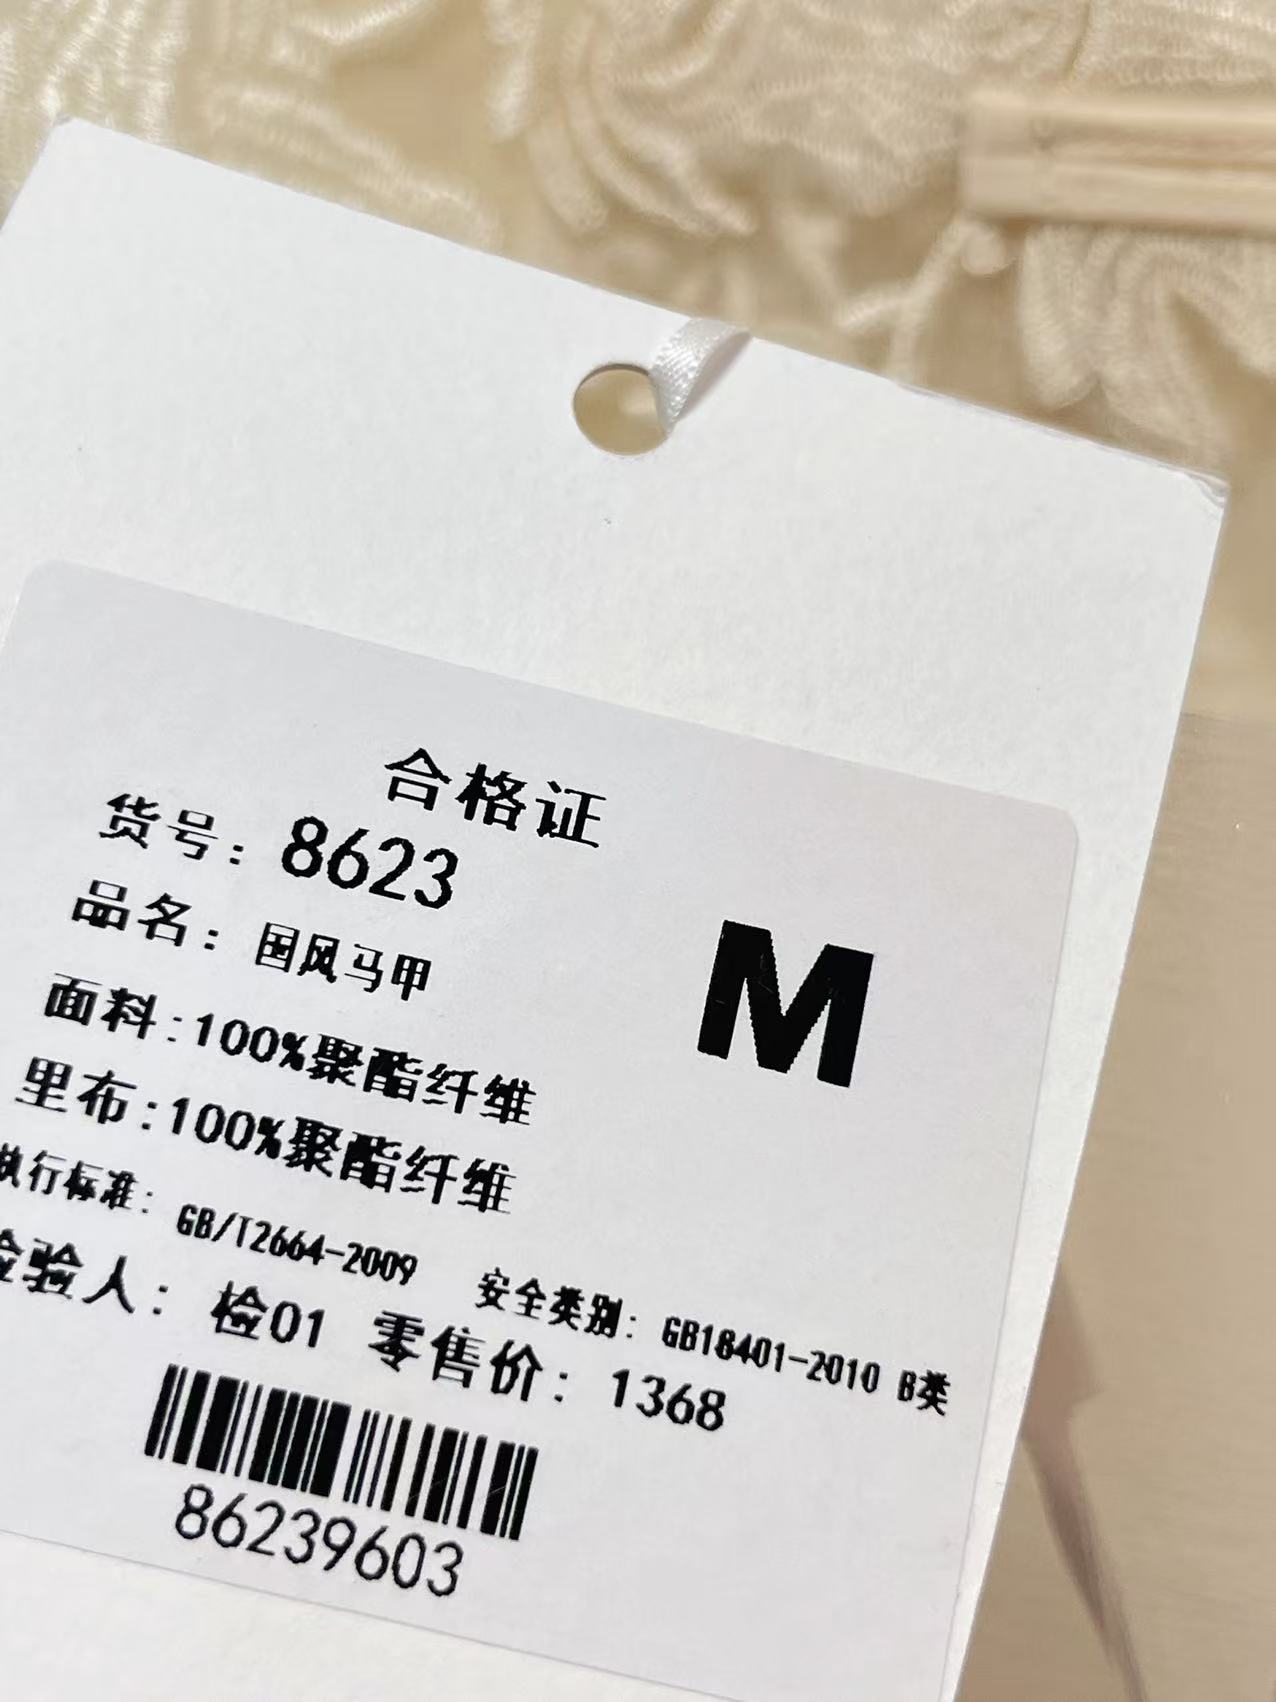 合格证
货号：8623
品名：国风马甲
M
面料：100%聚酯纤维
里布：100%聚酯纤维
执行标准：GB/T2664-2009 安全类别：GB18401-2010 B类
检验人：检01 零售价：1368
86239603